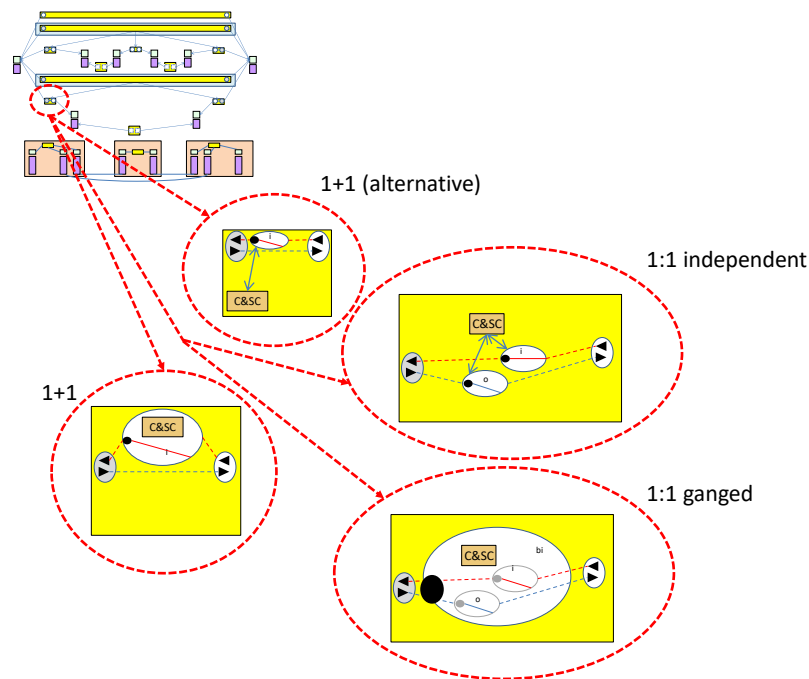 1+1 (alternative)
i
C&SC
1:1 independent
C&SC
i
o
1+1
C&SC
i
1:1 ganged
bi
C&SC
i
o